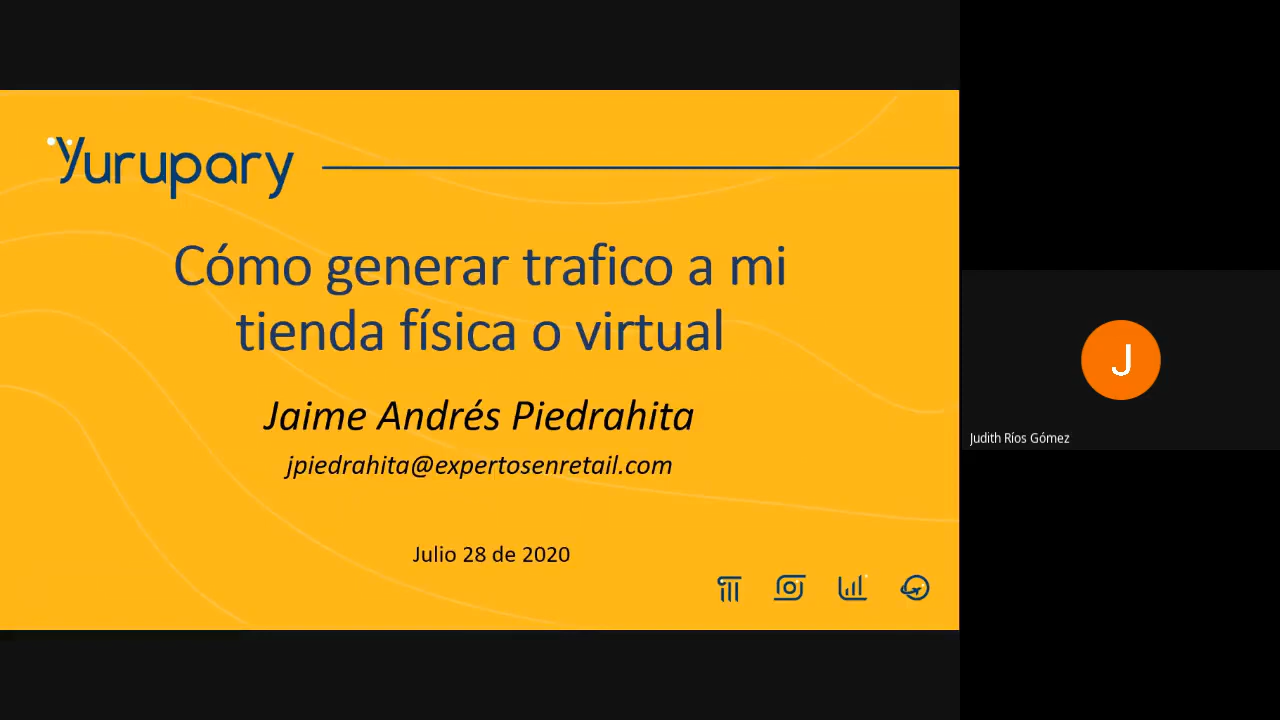 Yurupary
Cómo generar trafico a mi
tienda física o virtual
Jaime Andrés Piedrahita
jpiedrahita@expertosenretail.com
Julio 28 de 2020
J
Judith Ríos Gómez